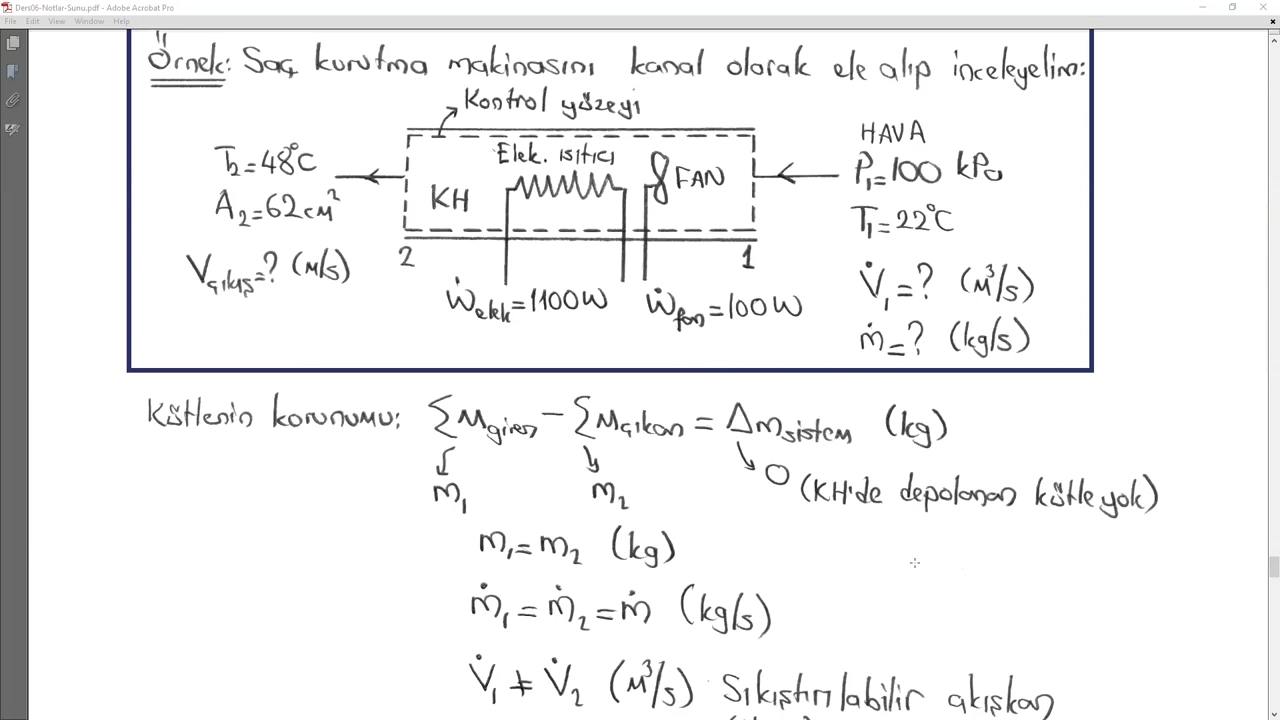 Ders06-Notlar-Sunu.pdf - Adobe Acrobat Pro
File Edit View Window Help
Örnek: Saç kurutma makinasını kanal olarak ele alıp inceleyelim:
Kontrol yüzeyi
T₂=48°C
A₂=62cm²
Vçıkış=? (m/s)
KH
Elek. ısıtıcı
FAN
2
1
Ẇelek=1100W
Ẇfan=100W
HAVA
P₁=100 kPa
T₁=22°C
V̇₁=? (m³/s)
ṁ=? (kg/s)
Kütlenin korunumu: ∑mgiren − ∑mçıkan = Δmsistem (kg)
m₁
m₂
0 (KH'de depolanan kütle yok)
m₁=m₂ (kg)
ṁ₁=ṁ₂=ṁ (kg/s)
V̇₁≠V̇₂ (m³/s) Sıkıştırılabilir akışkan